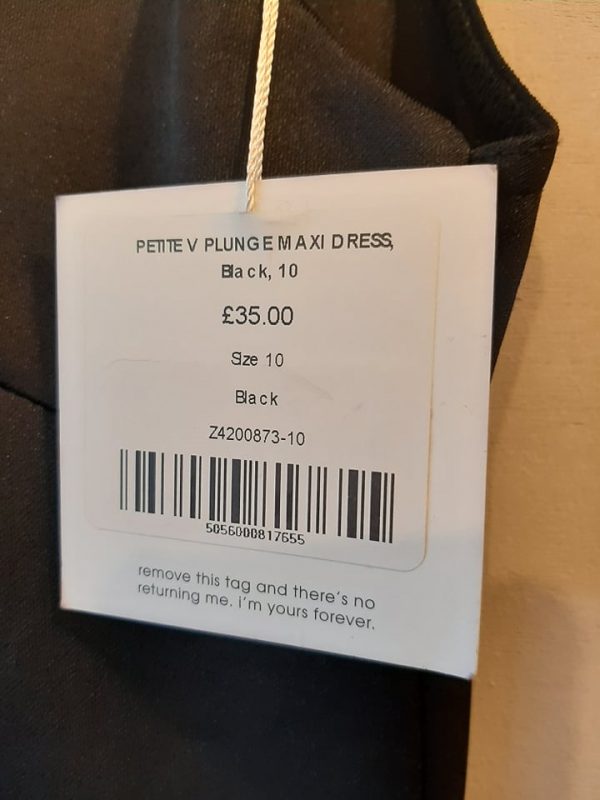 PETITE V PLUNGE MAXI DRESS,
Black, 10
£35.00
Size 10
Black
Z4200873-10
5056000817655
remove this tag and there's no
returning me. i'm yours forever.